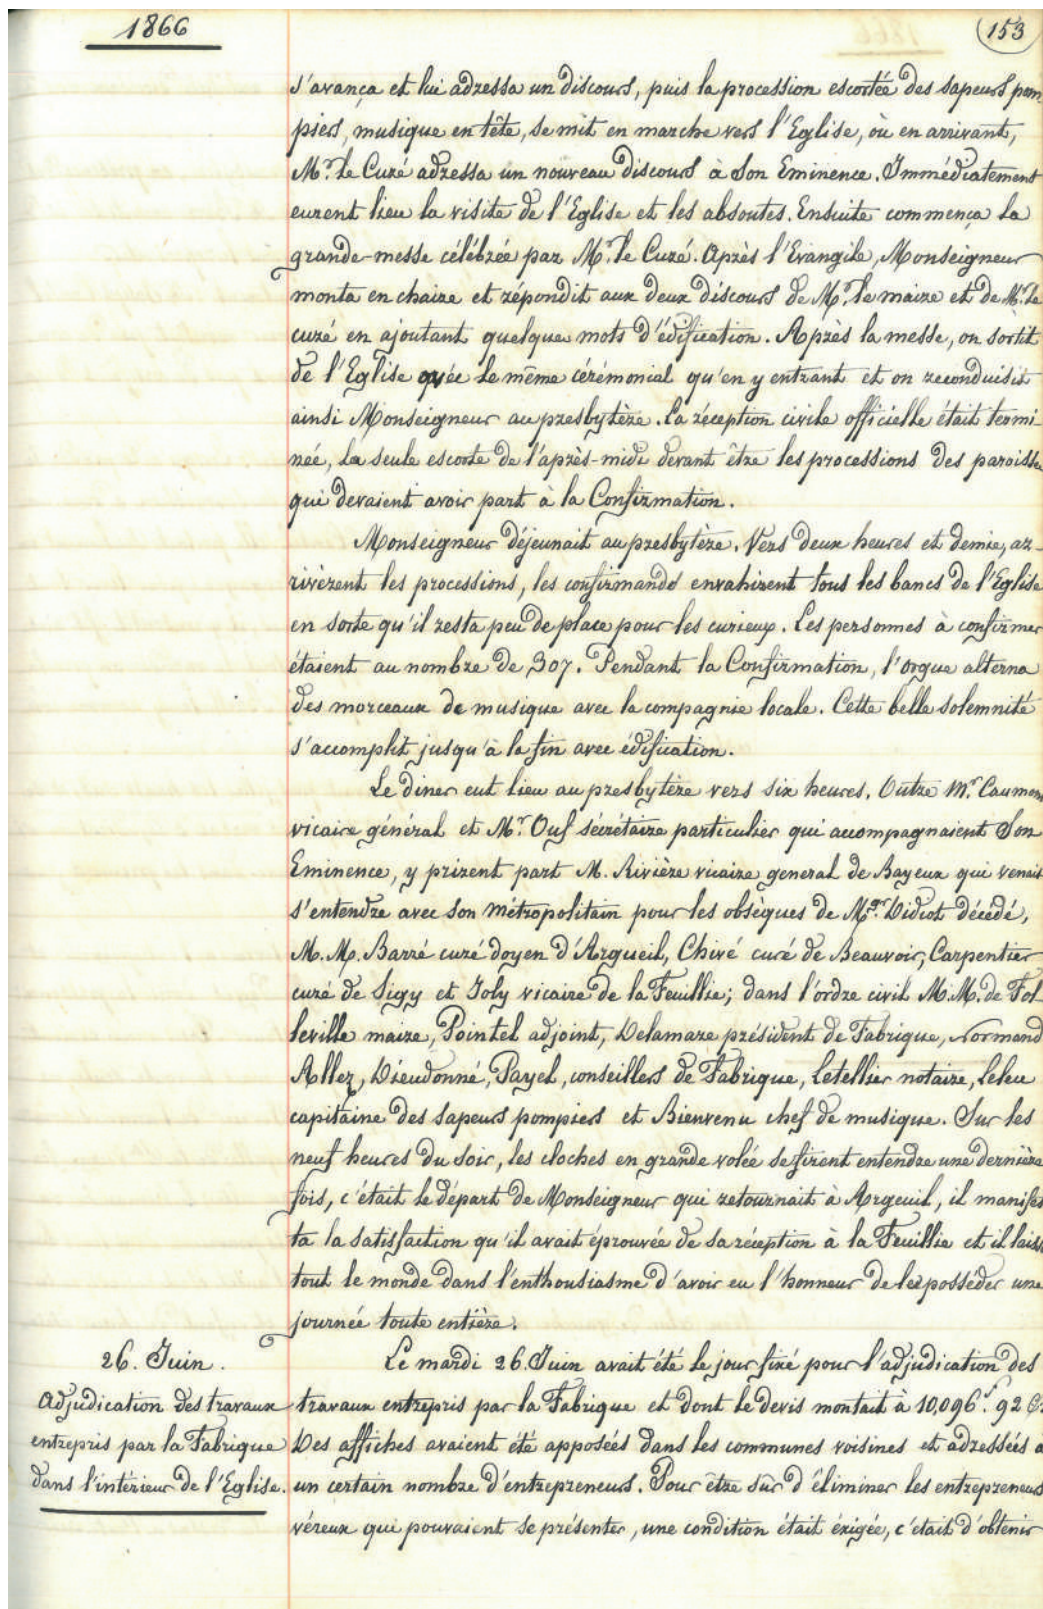 1866
153
s'avança et lui adressa un discours, puis la procession escortée des sapeurs pom
piers, musique en tête, se mit en marche vers l'Eglise, où en arrivant,
Mr. le Curé adressa un nouveau discours à Son Eminence. Immédiatement
eurent lieu la visite de l'Eglise et les absoutes. Ensuite commença la
grande-messe célébrée par Mr. le Curé. Après l'Evangile, Monseigneur
monta en chaire et répondit aux deux discours de Mr. le maire et de Mr. le
curé en ajoutant quelque mots d'édification. Après la messe, on sortit
de l'Eglise avec le même cérémonial qu'en y entrant et on reconduisit
ainsi Monseigneur au presbytère. La réception civile officielle était termi-
née, la seule escorte de l'après-midi devant être les processions des paroisses
qui devaient avoir part à la Confirmation.
Monseigneur déjeunait au presbytère. Vers deux heures et demie, ar-
rivèrent les processions, les confirmands envahirent tous les bancs de l'Eglise
en sorte qu'il resta peu de place pour les curieux. Les personnes à confirmer
étaient au nombre de 307. Pendant la Confirmation, l'orgue alterna
des morceaux de musique avec la compagnie locale. Cette belle solemnité
s'accomplit jusqu'à la fin avec édification.
Le diner eut lieu au presbytère vers six heures. Outre Mr. Caumon
vicaire général et Mr. Ouf sécrétaire particulier qui accompagnaient Son
Eminence, y prirent part M. Rivière vicaire general de Bayeux qui venait
s'entendre avec son métropolitain pour les obsèques de Mgr. Didiot décédé,
M.M. Barré curé doyen d'Argueil, Chivé curé de Beauvoir, Carpentier
curé de Sigy et Joly vicaire de la Feuillie; dans l'ordre civil M.M. de Fol
leville maire, Pointel adjoint, Delamare président de Fabrique, Normand
Allez, Dieudonné, Payel, conseillers de Fabrique, Letellier notaire, Leleu
capitaine des sapeurs pompiers et Bienvenu chef de musique. Sur les
neuf heures du soir, les cloches en grande volée se firent entendre une dernière
fois, c'était le départ de Monseigneur qui retournait à Argeuil, il manifes
ta la satisfaction qu'il avait éprouvée de sa réception à la Feuillie et il laiss
tout le monde dans l'enthousiasme d'avoir eu l'honneur de le posséder une
journée toute entière.
26. Juin.
Adjudication des travaux
entrepris par la Fabrique
dans l'intérieur de l'Eglise.
Le mardi 26 Juin avait été le jour fixé pour l'adjudication des
travaux entrepris par la Fabrique et dont le devis montait à 10,096f. 92 c.
Des affiches avaient été apposées dans les communes voisines et adressées à
un certain nombre d'entrepreneurs. Pour être sûr d'éliminer les entrepreneurs
véreux qui pouvaient se présenter, une condition était éxigée, c'était d'obtenir